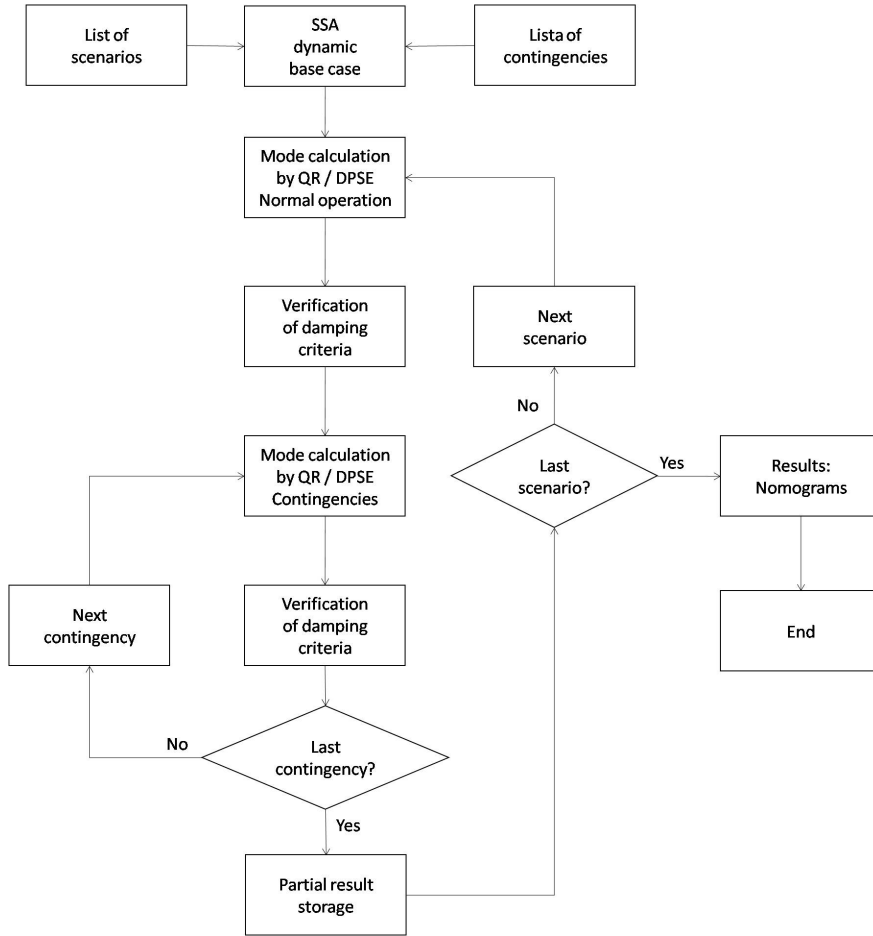 List of
scenarios
SSA
dynamic
base case
Lista of
contingencies
Mode calculation
by QR / DPSE
Normal operation
Verification
of damping
criteria
Next
scenario
No
Mode calculation
by QR / DPSE
Contingencies
Last
scenario?
Yes
Results:
Nomograms
Next
contingency
Verification
of damping
criteria
End
No
Last
contingency?
Yes
Partial result
storage